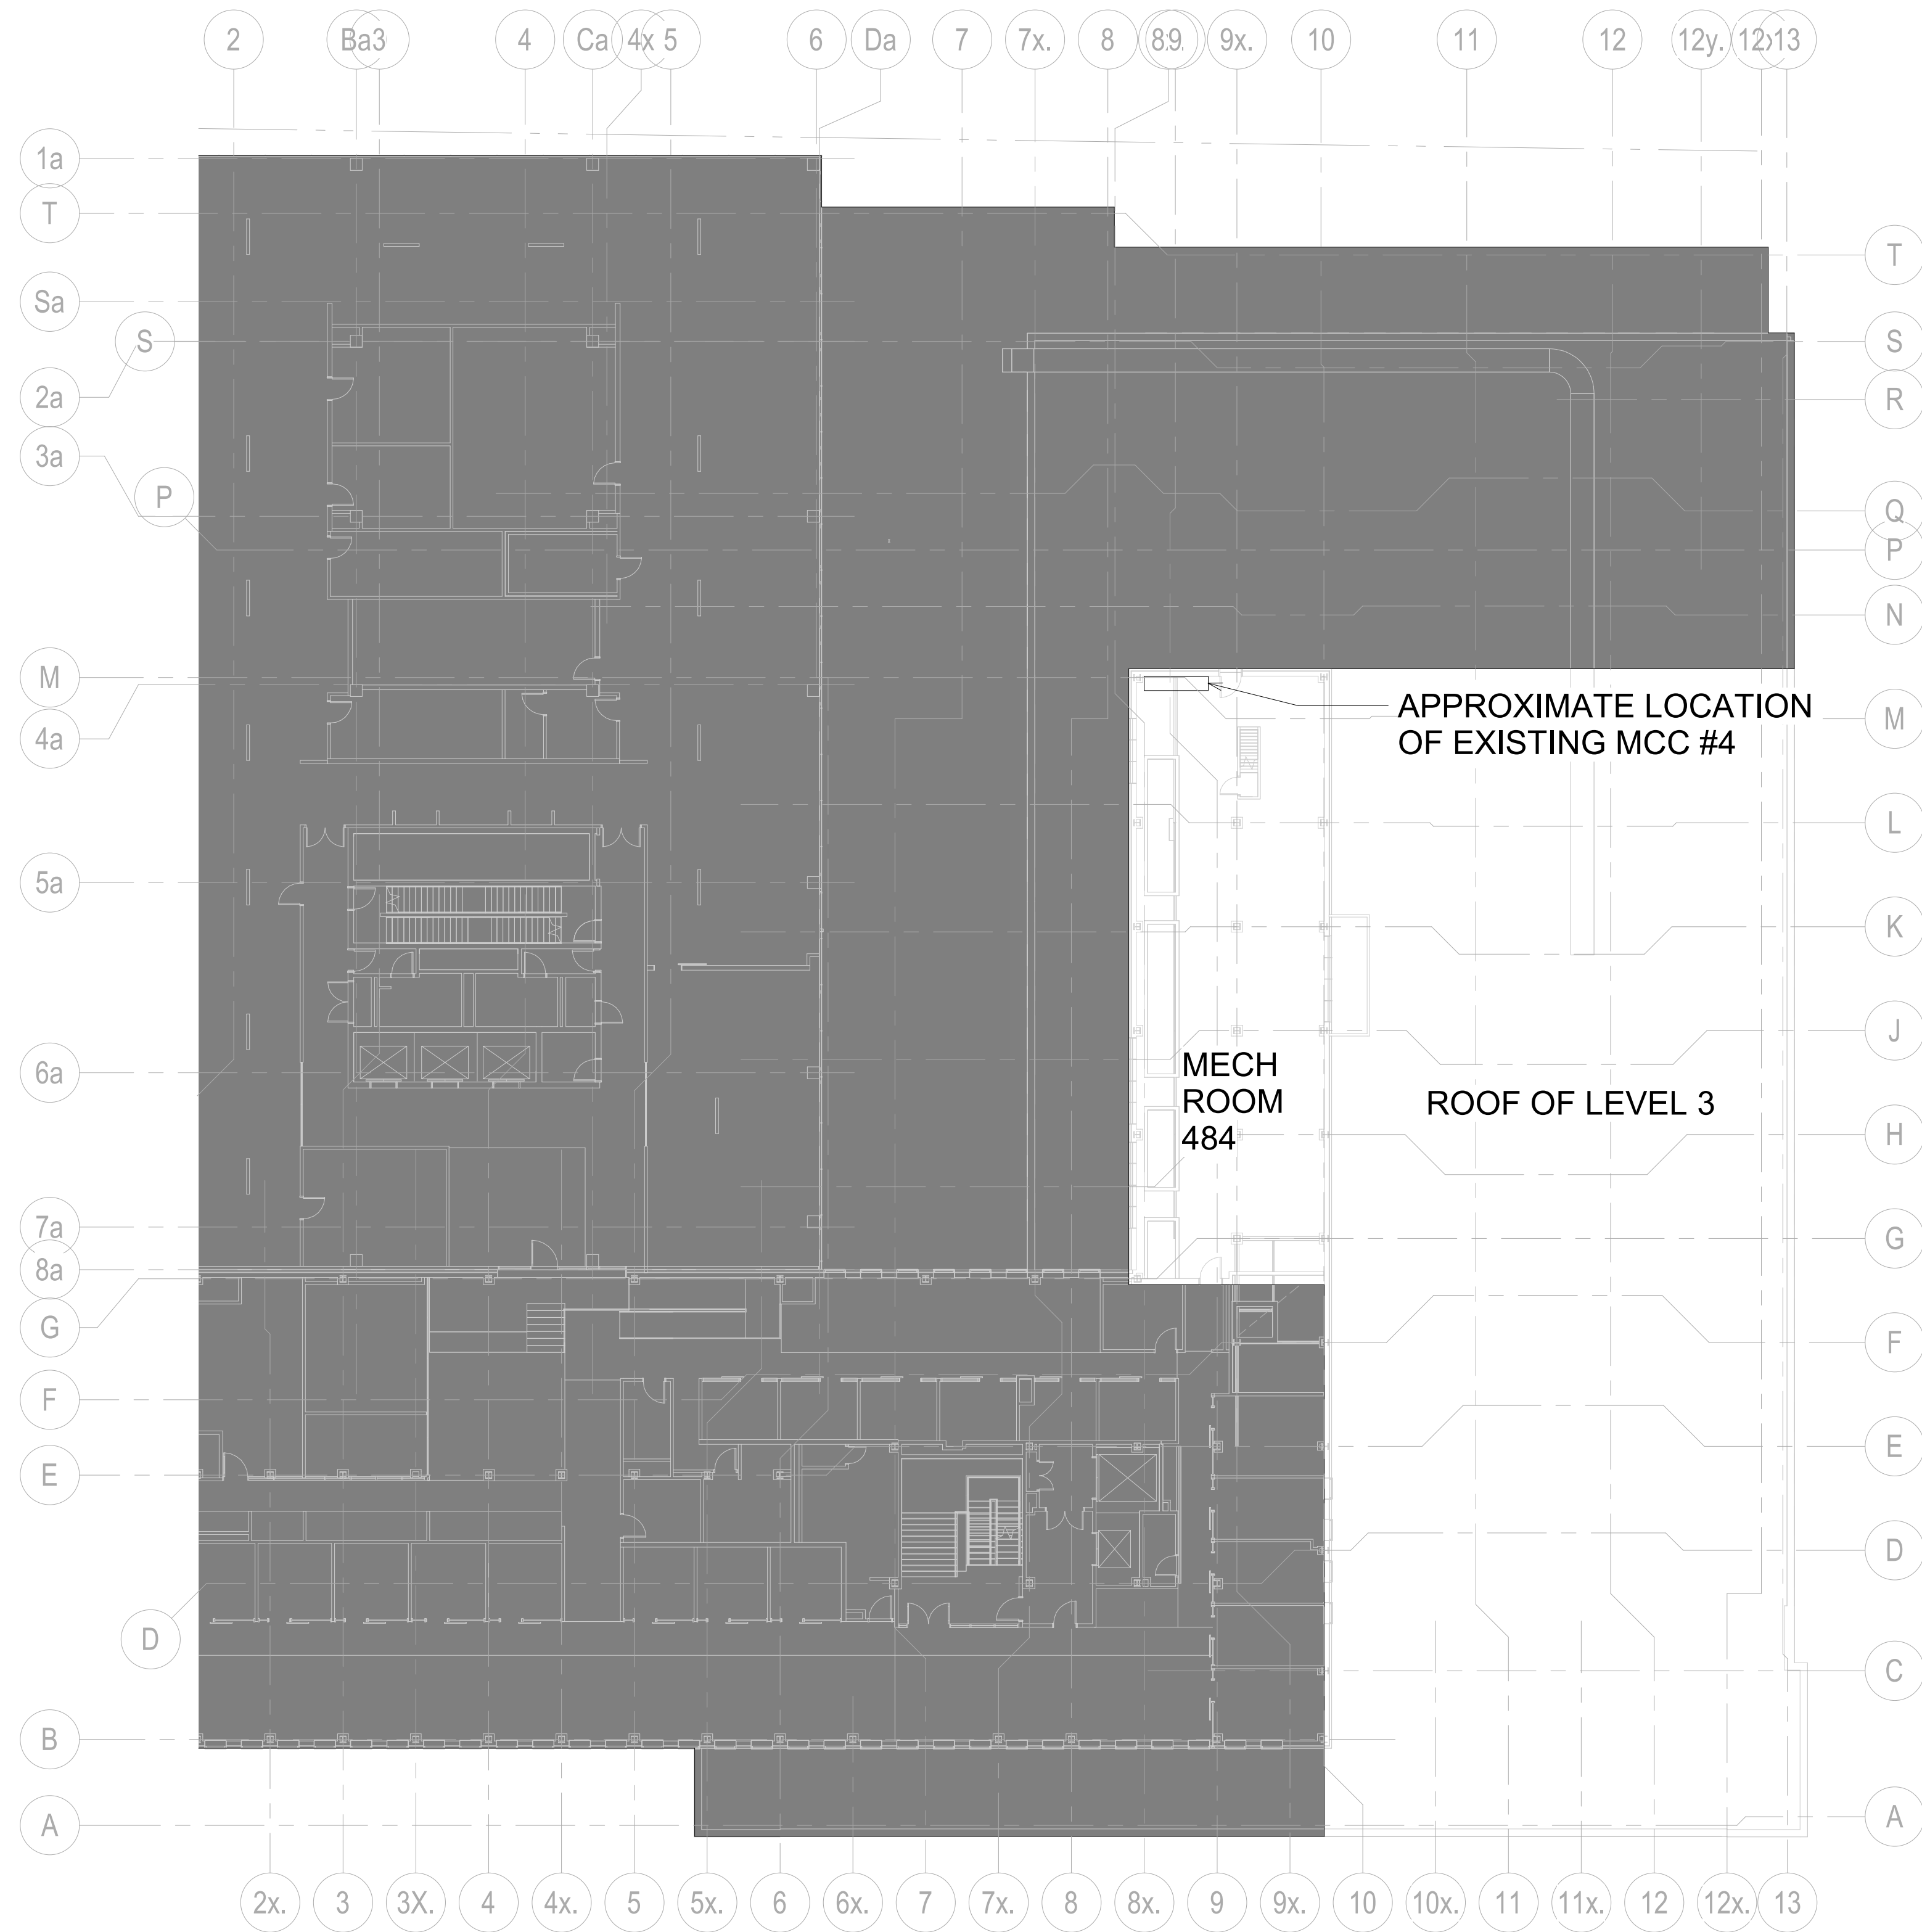 2
Ba
3
4
Ca
4x
5
6
Da
7
7x.
8
9.
9x.
10
11
12
12y.
13
1a
T
T
Sa
S
S
2a
R
3a
P
Q
P
N
M
APPROXIMATE LOCATION
OF EXISTING MCC #4
M
4a
L
5a
K
J
6a
MECH
ROOM
484
ROOF OF LEVEL 3
H
7a
G
8a
G
F
F
E
E
D
D
C
B
A
A
2x.
3
3X.
4
4x.
5
5x.
6
6x.
7
7x.
8
8x.
9
9x.
10
10x.
11
11x.
12
12x.
13